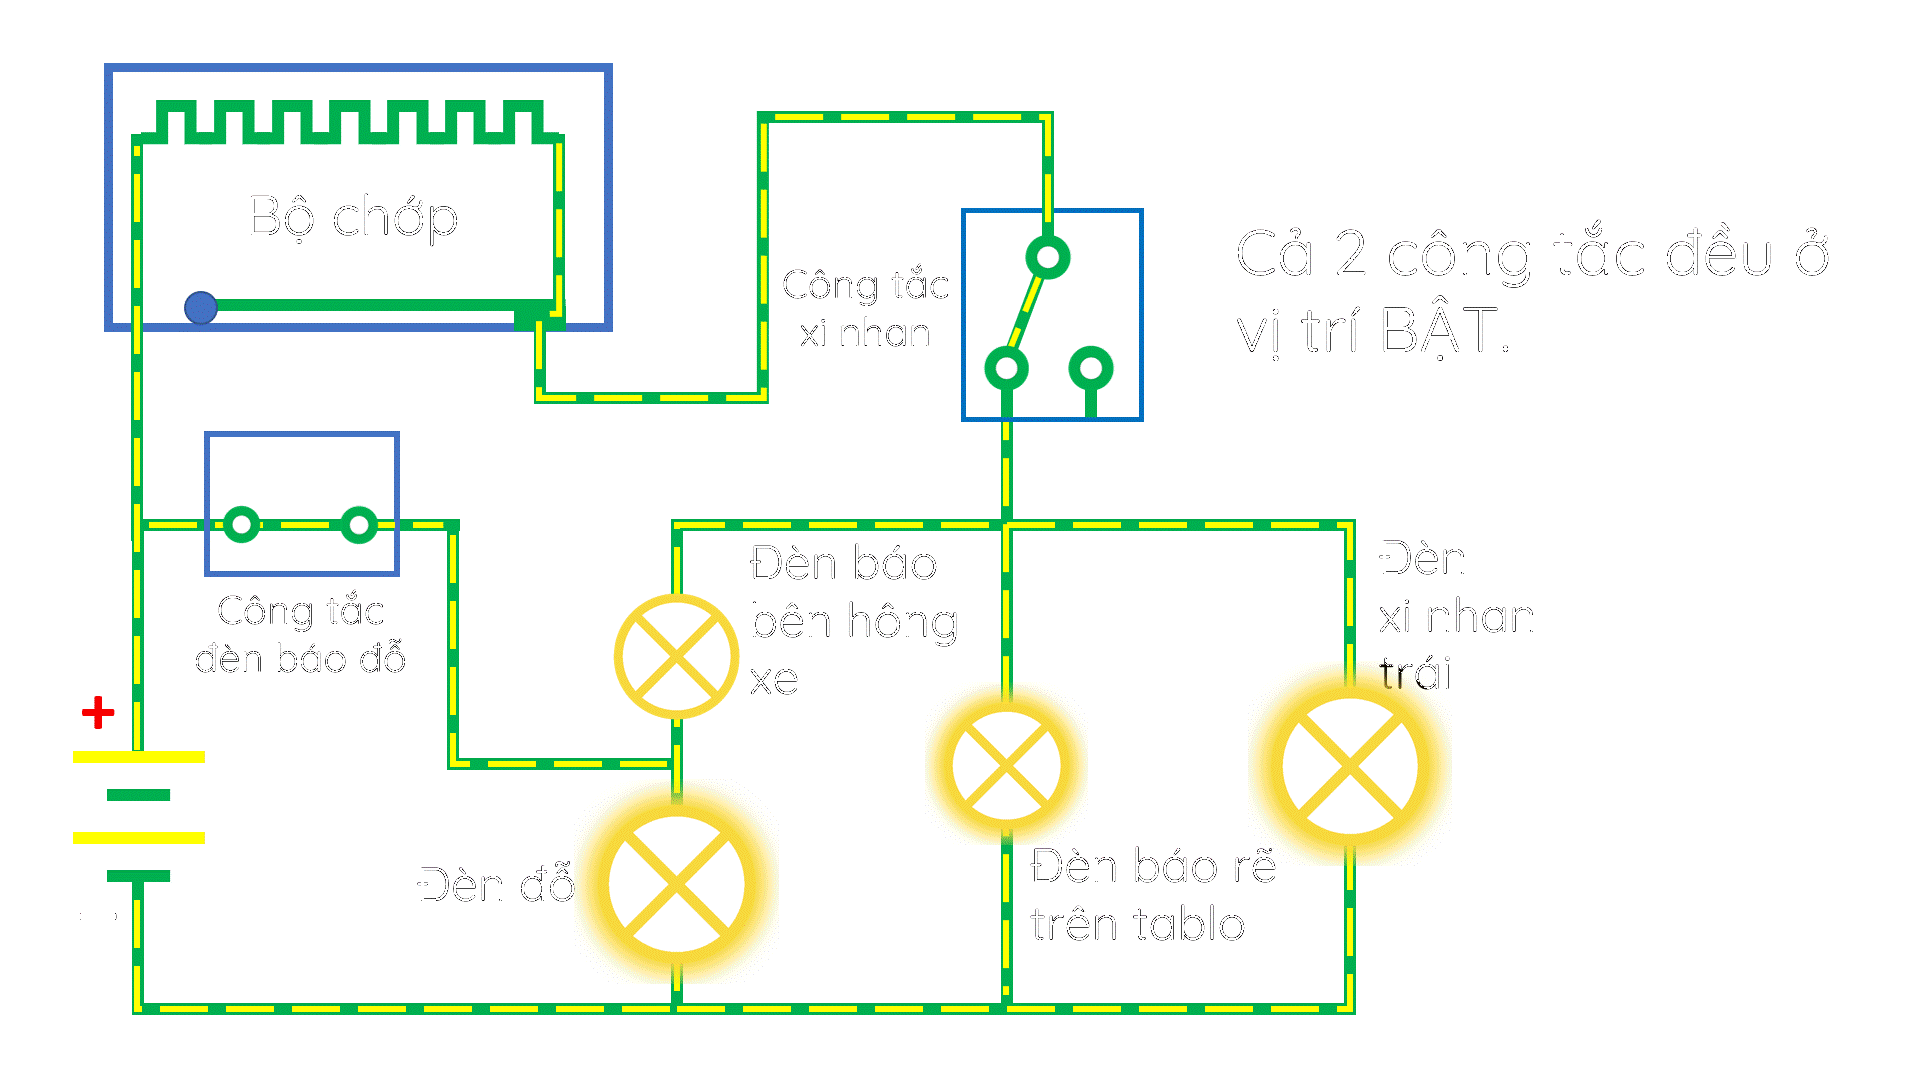 Bộ chớp
Công tắc
xi nhan
Cả 2 công tắc đều ở
vị trí BẬT.
Công tắc
đèn báo đỗ
Đèn báo
bên hông
xe
Đèn
xi nhan
trái
+
Đèn đỗ
Đèn báo rẽ
trên tablo